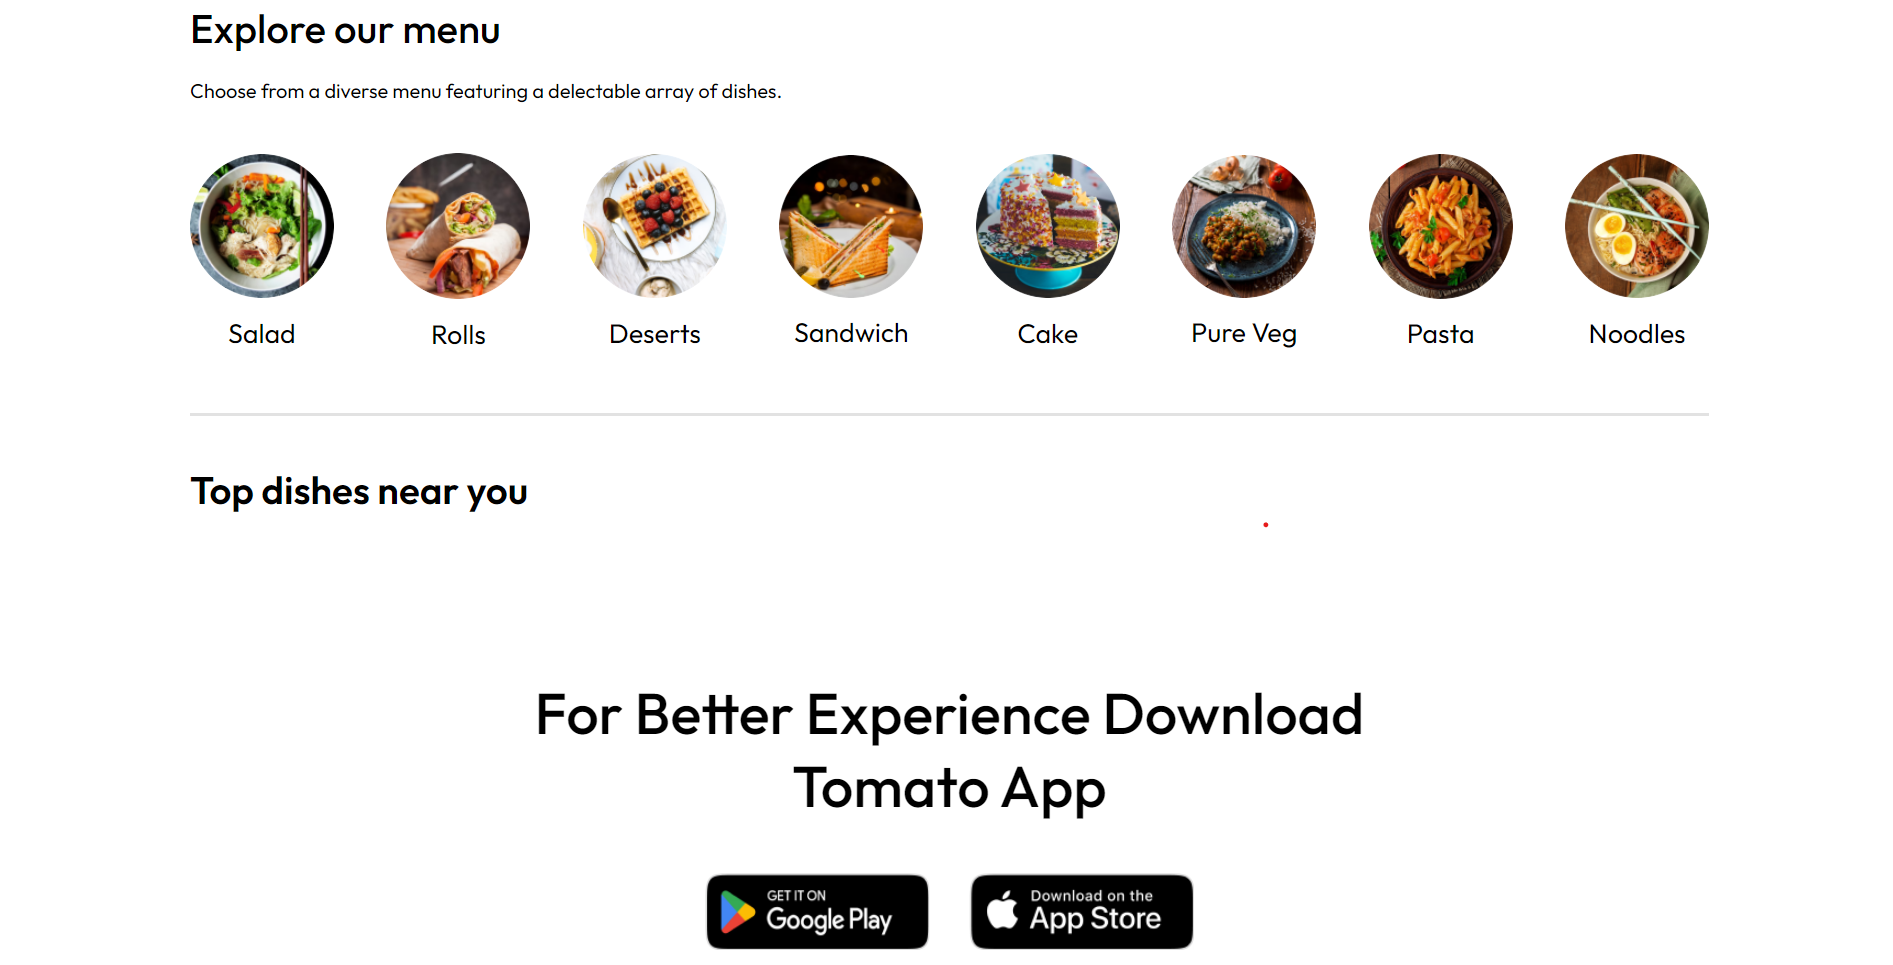 Explore our menu
Choose from a diverse menu featuring a delectable array of dishes.
Salad
Rolls
Deserts
Sandwich
Cake
Pure Veg
Pasta
Noodles
Top dishes near you
For Better Experience Download
Tomato App
GET IT ON
Google Play
Download on the
App Store